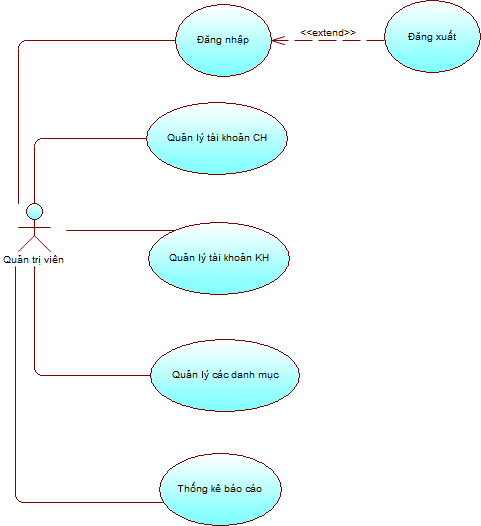 <<extend>>
Đăng nhập
Đăng xuất
Quản lý tài khoản CH
Quản trị viên
Quản lý tài khoản KH
Quản lý các danh mục
Thống kê báo cáo